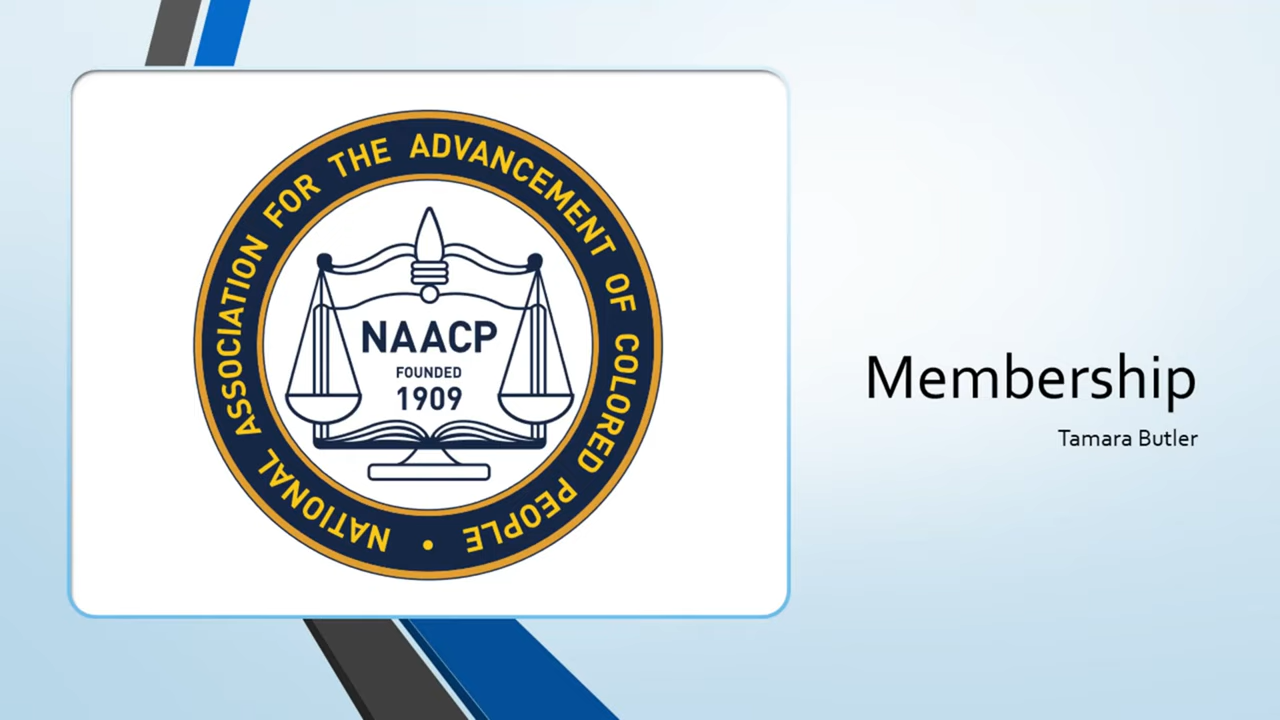 NATIONAL ASSOCIATION FOR THE ADVANCEMENT OF COLORED PEOPLE •
NAACP
FOUNDED
1909
Membership
Tamara Butler